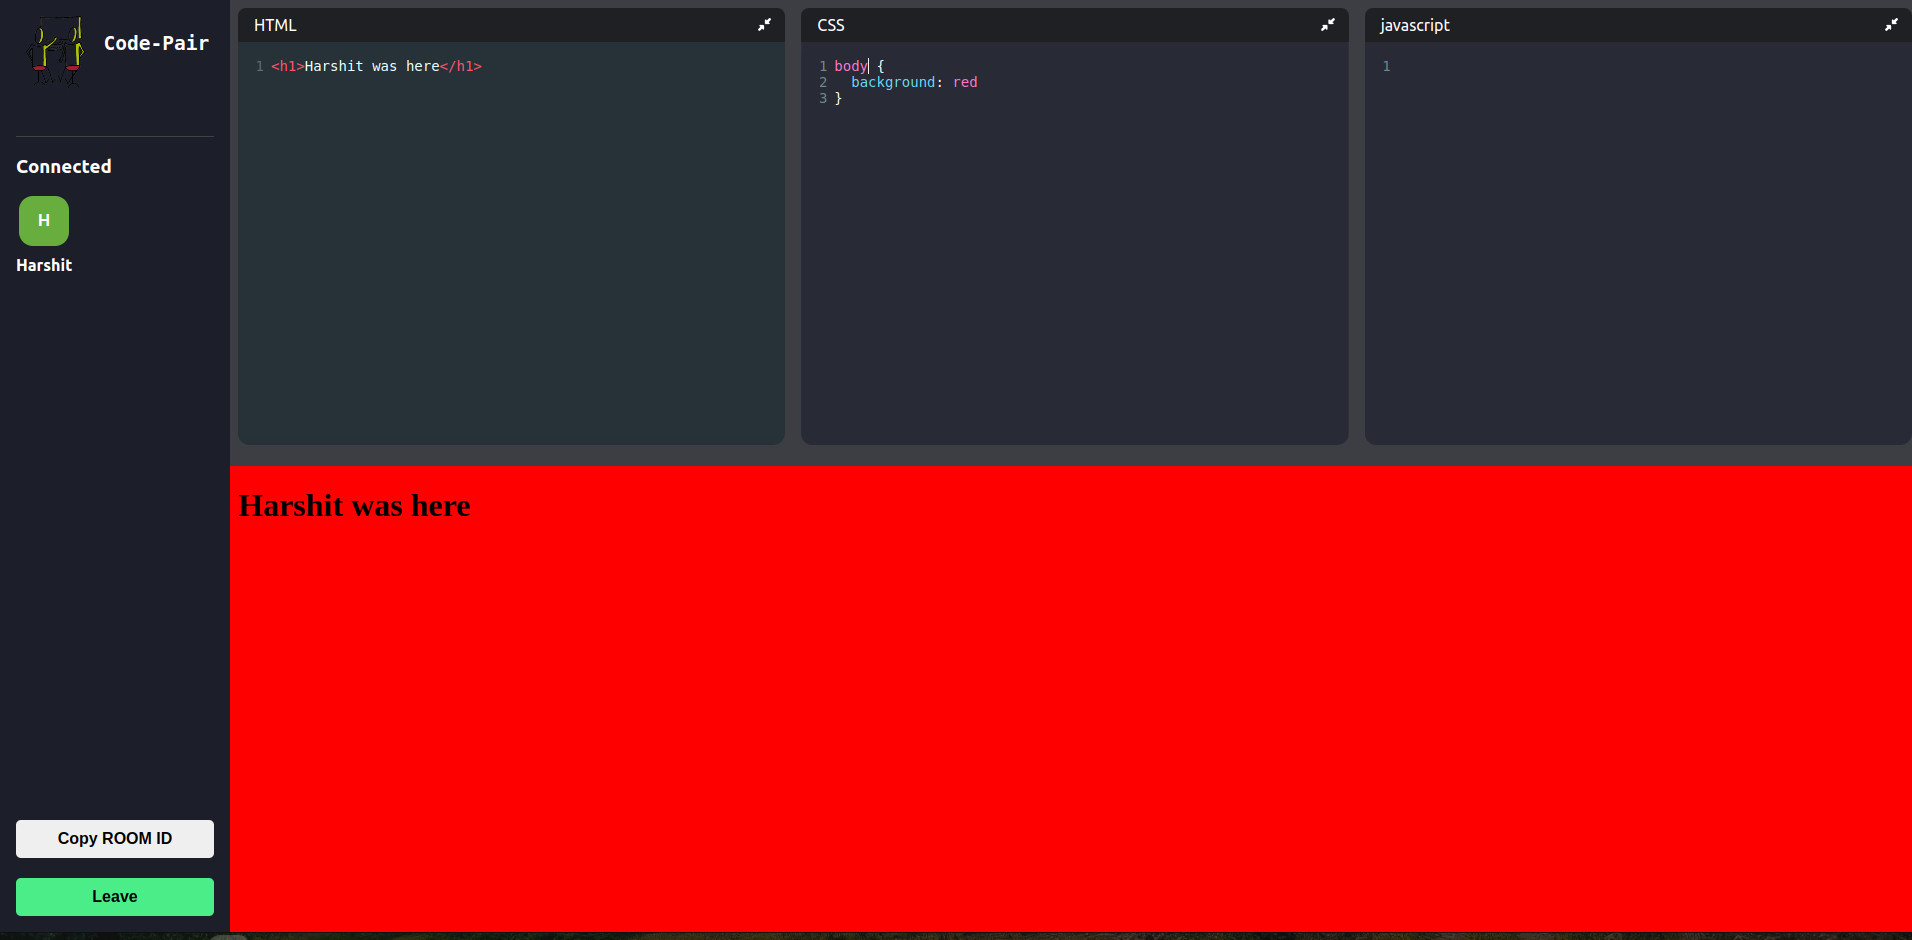 Code-Pair
Connected
H
Harshit
Copy ROOM ID
Leave
HTML
1 <h1>Harshit was here</h1>
CSS
1 body {
2   background: red
3 }
javascript
1
Harshit was here